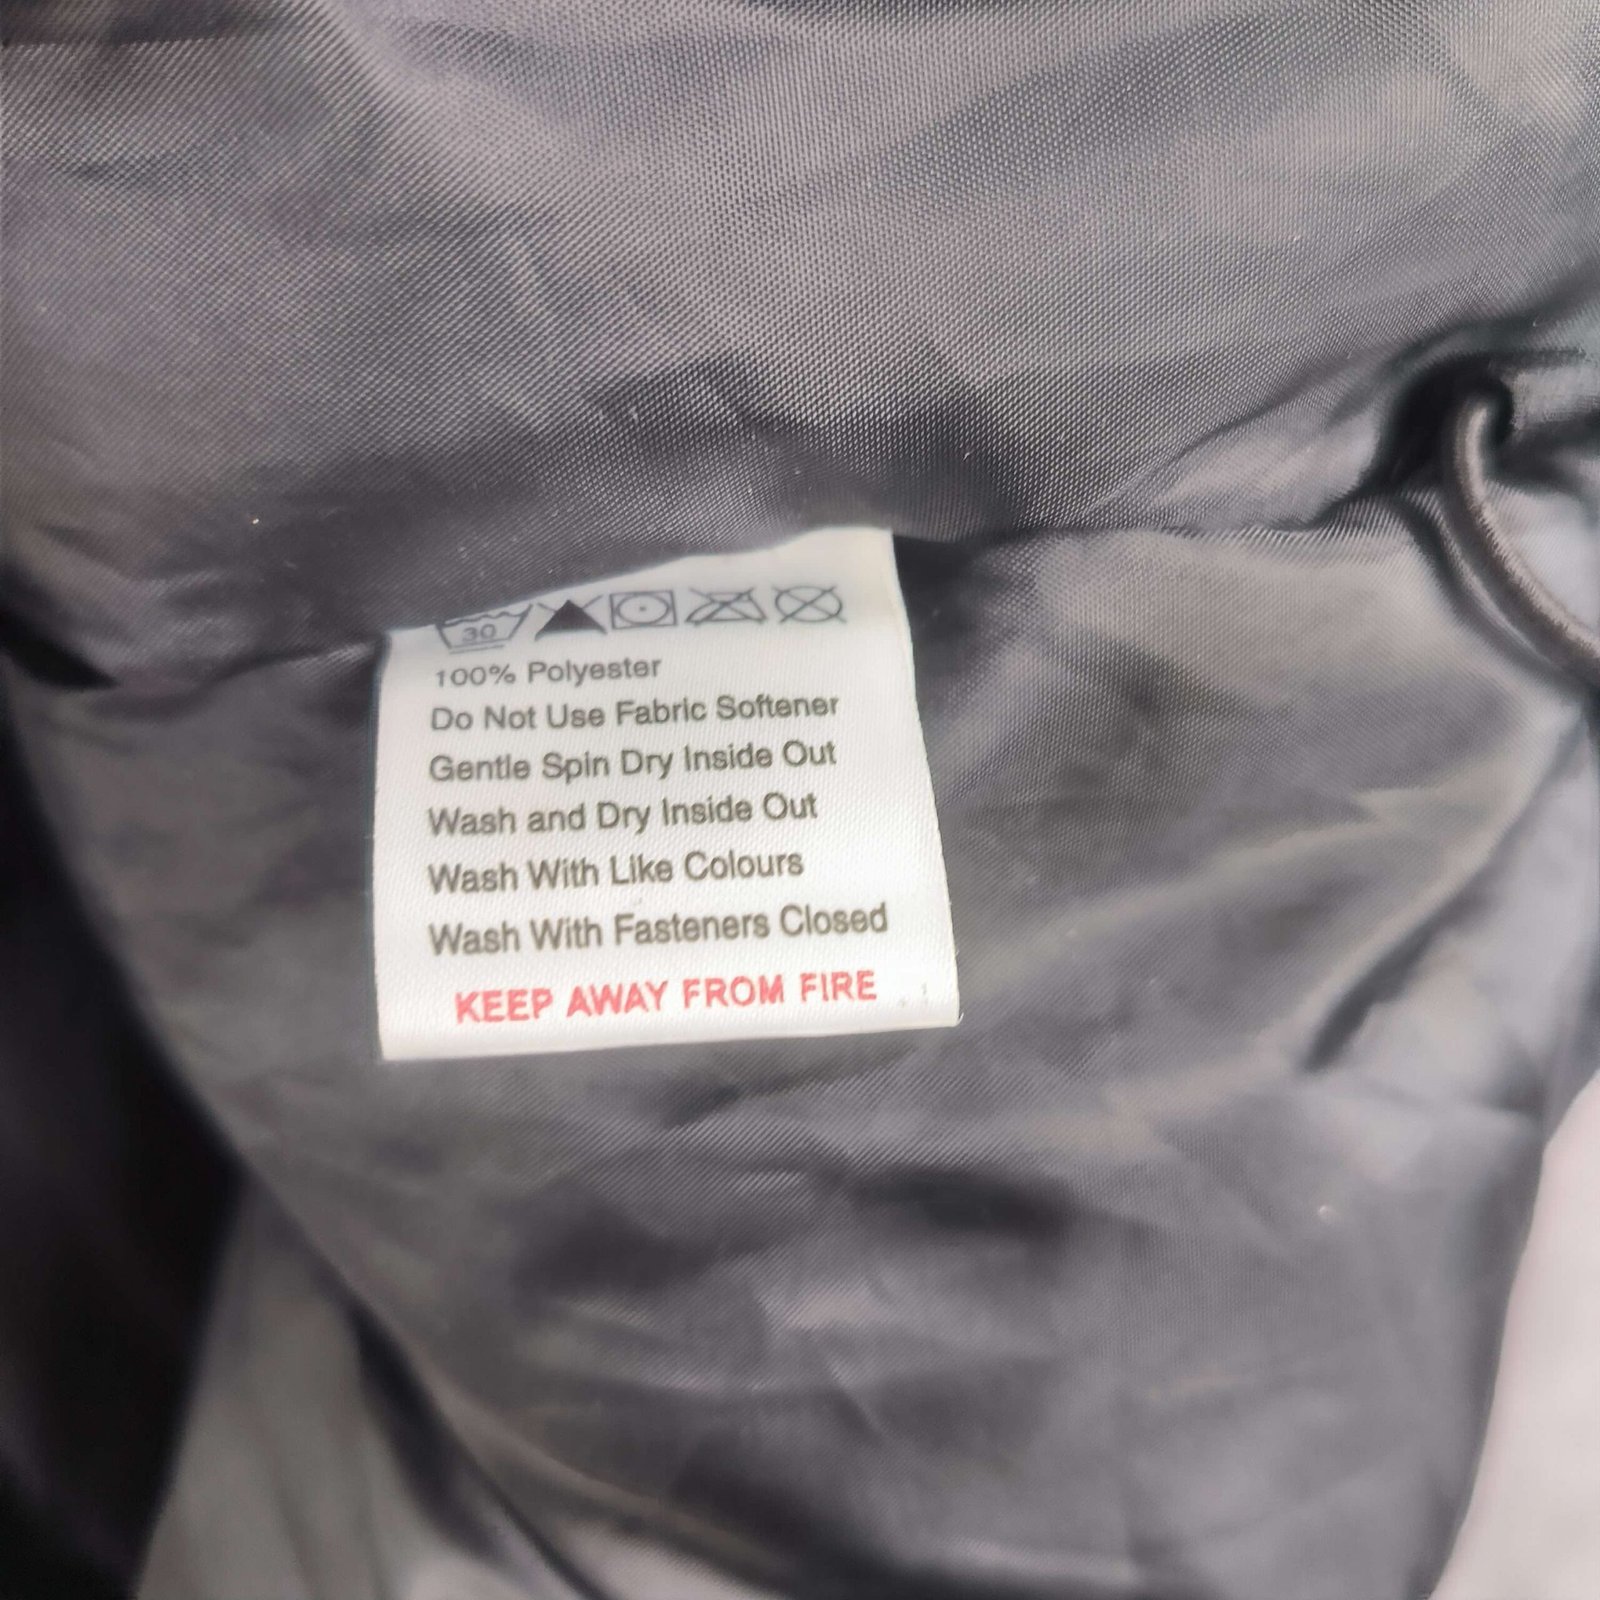 30
100% Polyester
Do Not Use Fabric Softener
Gentle Spin Dry Inside Out
Wash and Dry Inside Out
Wash With Like Colours
Wash With Fasteners Closed
KEEP AWAY FROM FIRE